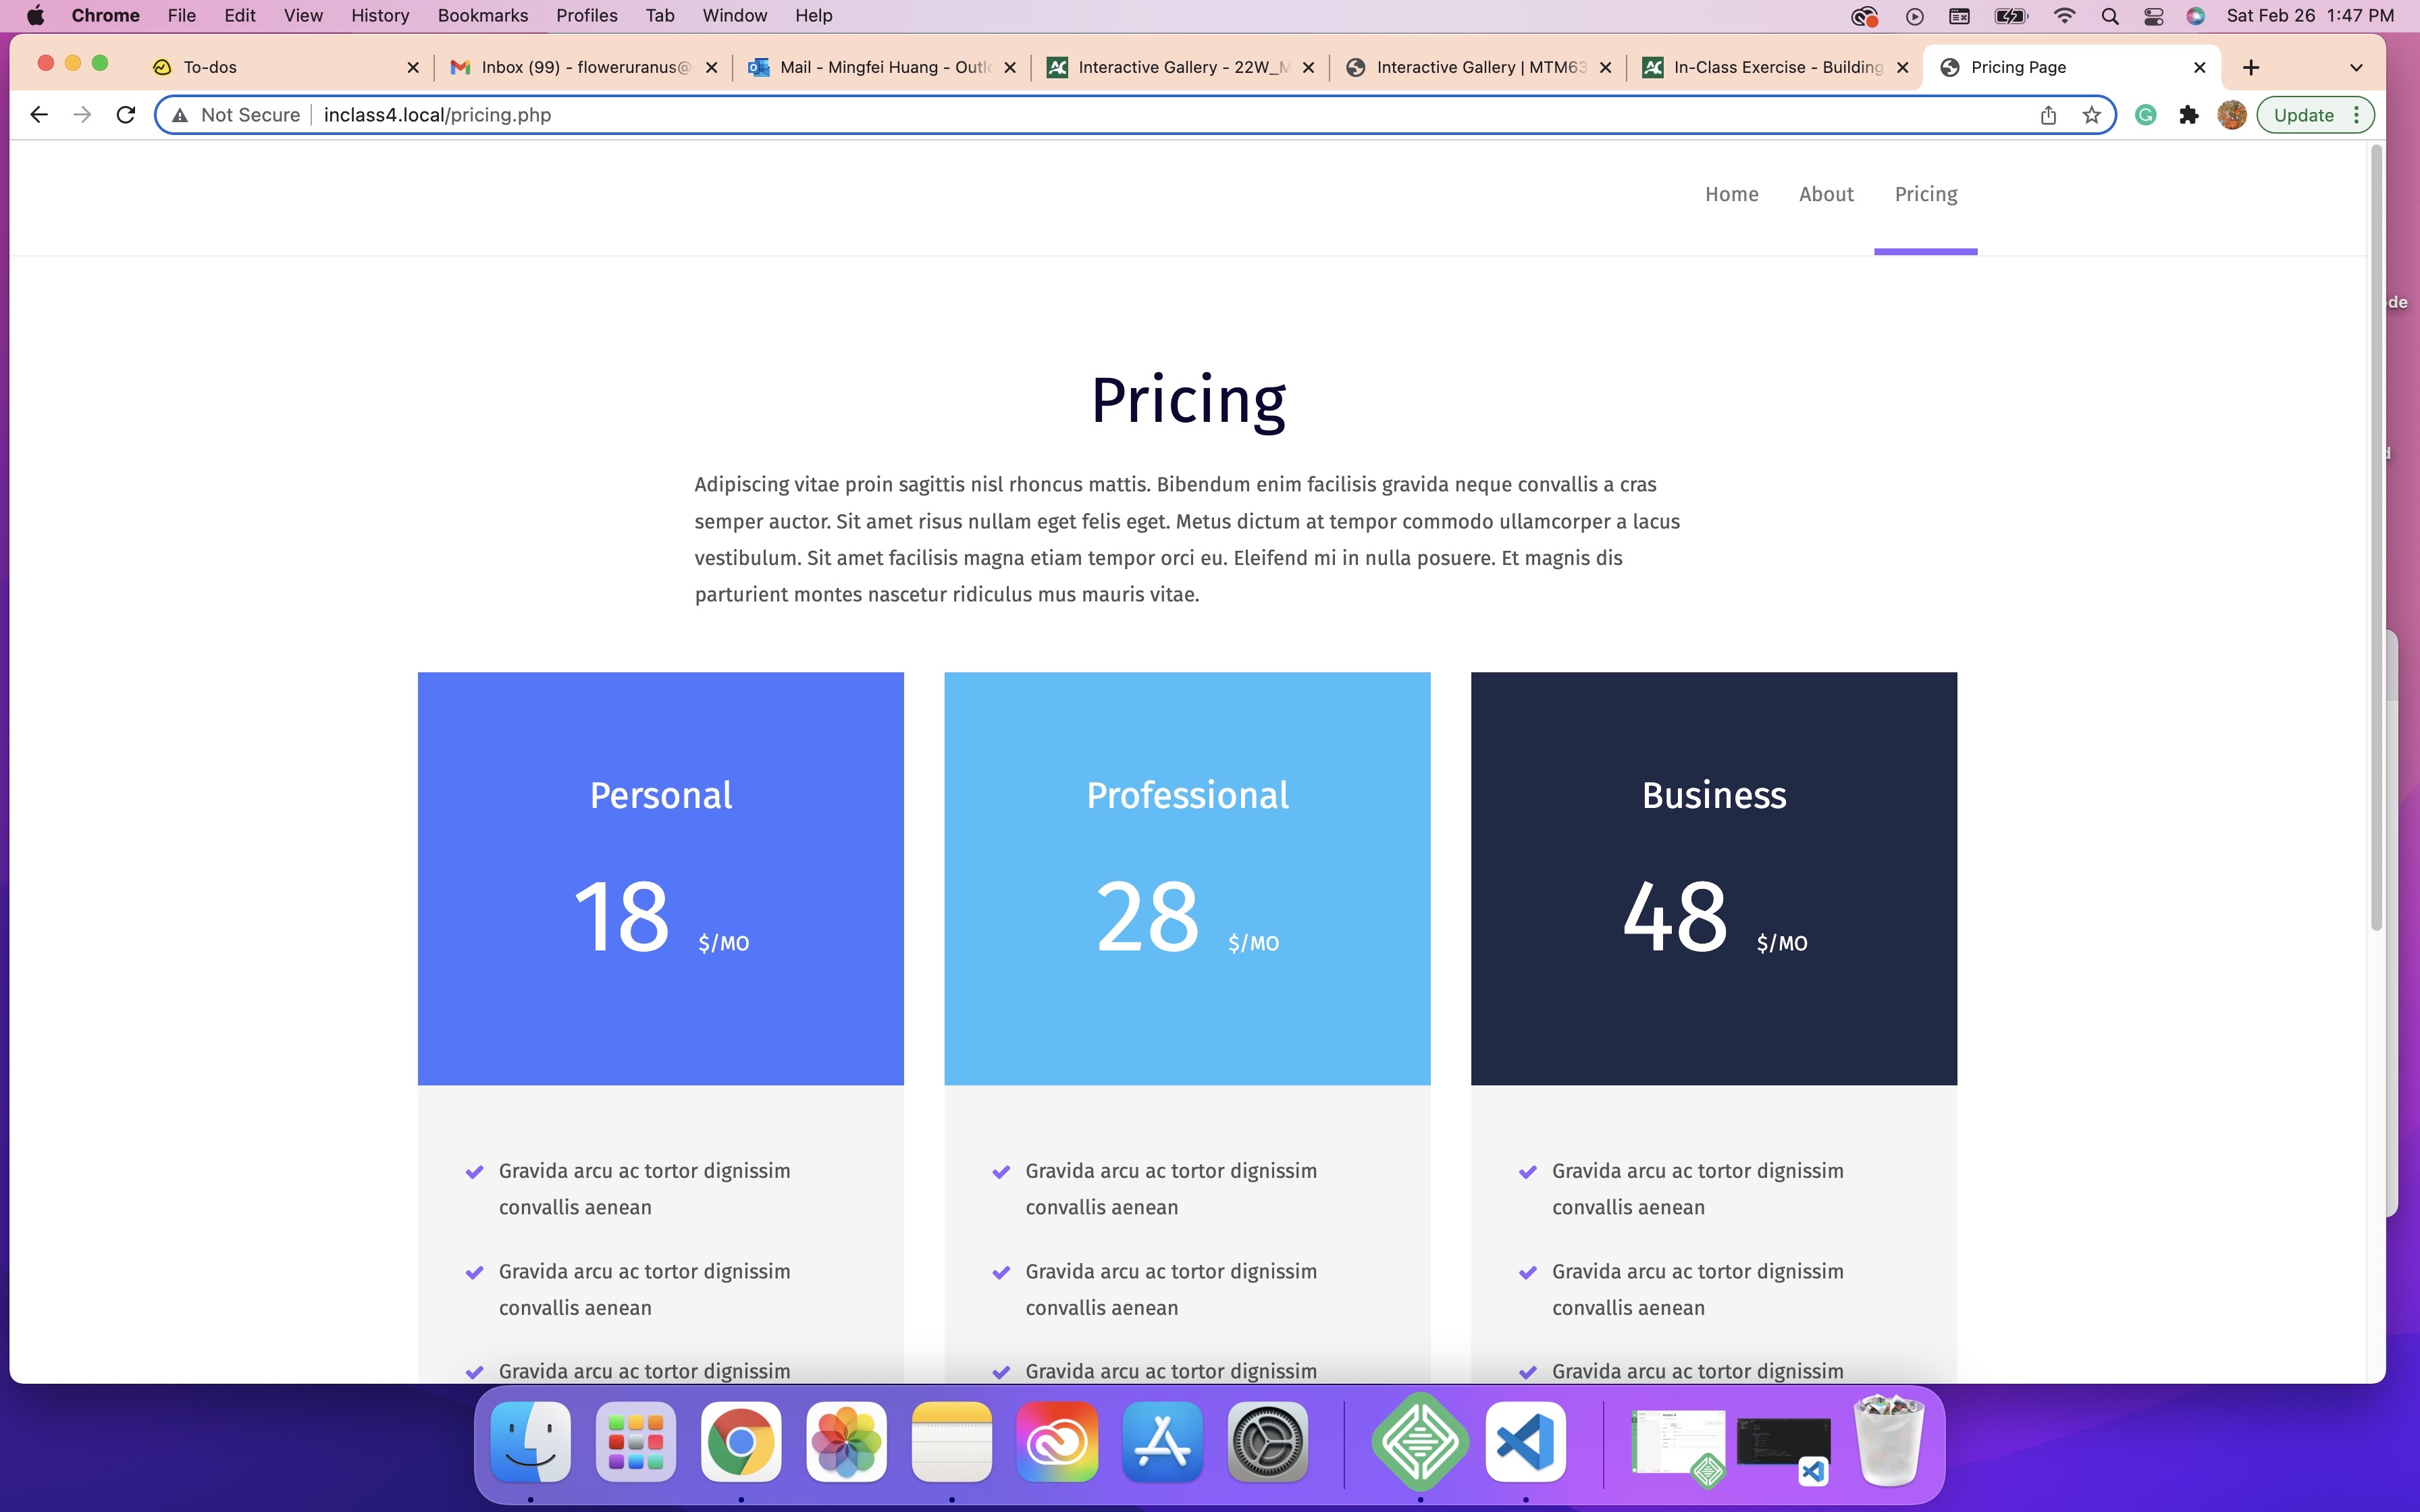 Chrome File Edit View History Bookmarks Profiles Tab Window Help Sat Feb 26 1:47 PM
To-dos Inbox (99) - floweruranus@ Mail - Mingfei Huang - Outl Interactive Gallery - 22W_M Interactive Gallery | MTM63 In-Class Exercise - Building Pricing Page
Not Secure inclass4.local/pricing.php Update
Home About Pricing
Pricing
Adipiscing vitae proin sagittis nisl rhoncus mattis. Bibendum enim facilisis gravida neque convallis a cras
semper auctor. Sit amet risus nullam eget felis eget. Metus dictum at tempor commodo ullamcorper a lacus
vestibulum. Sit amet facilisis magna etiam tempor orci eu. Eleifend mi in nulla posuere. Et magnis dis
parturient montes nascetur ridiculus mus mauris vitae.
Personal
18 $/MO
Gravida arcu ac tortor dignissim
convallis aenean
Gravida arcu ac tortor dignissim
convallis aenean
Gravida arcu ac tortor dignissim
Professional
28 $/MO
Gravida arcu ac tortor dignissim
convallis aenean
Gravida arcu ac tortor dignissim
convallis aenean
Gravida arcu ac tortor dignissim
Business
48 $/MO
Gravida arcu ac tortor dignissim
convallis aenean
Gravida arcu ac tortor dignissim
convallis aenean
Gravida arcu ac tortor dignissim